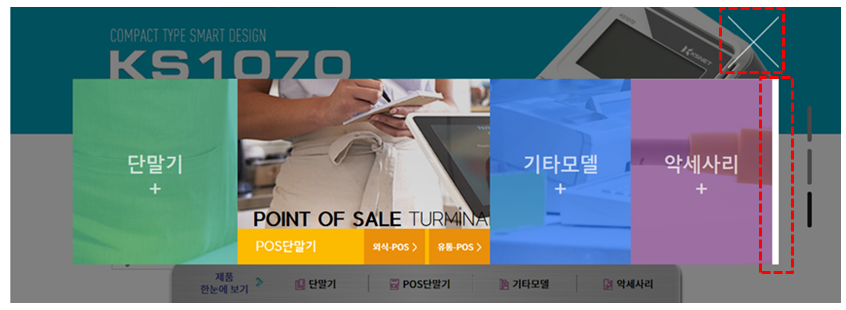 COMPACT TYPE SMART DESIGN
KS1070
KSNET
단말기
+
기타모델
+
악세사리
+
POINT OF SALE TURMINA
POS단말기
외식-POS >
유통-POS >
제품
한눈에 보기
단말기
POS단말기
기타모델
악세사리